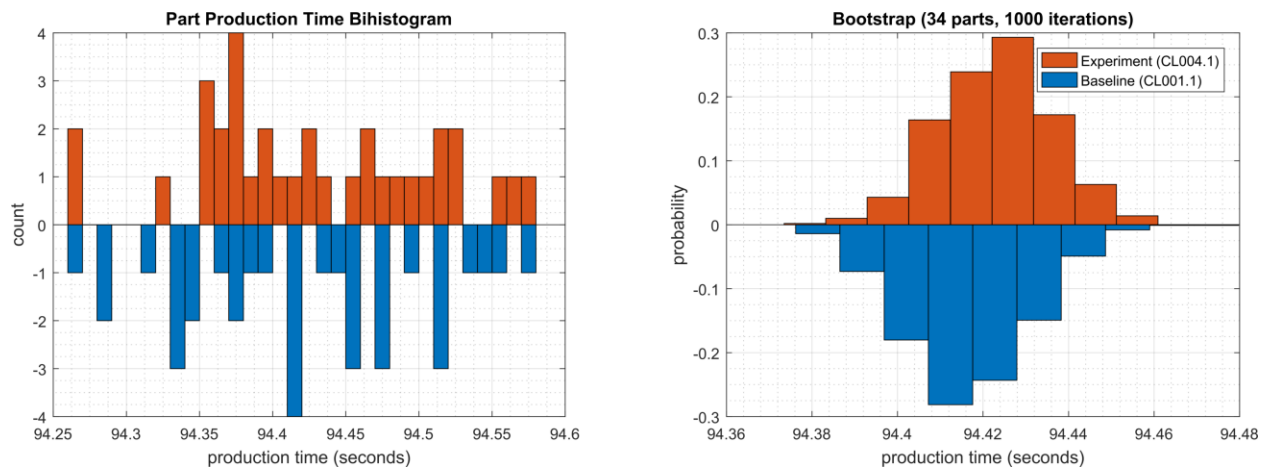 Part Production Time Bihistogram
4
3
2
1
0
-1
-2
-3
-4
count
94.25 94.3 94.35 94.4 94.45 94.5 94.55 94.6
production time (seconds)
Bootstrap (34 parts, 1000 iterations)
0.3
0.2
0.1
0
-0.1
-0.2
-0.3
probability
Experiment (CL004.1)
Baseline (CL001.1)
94.36 94.38 94.4 94.42 94.44 94.46 94.48
production time (seconds)